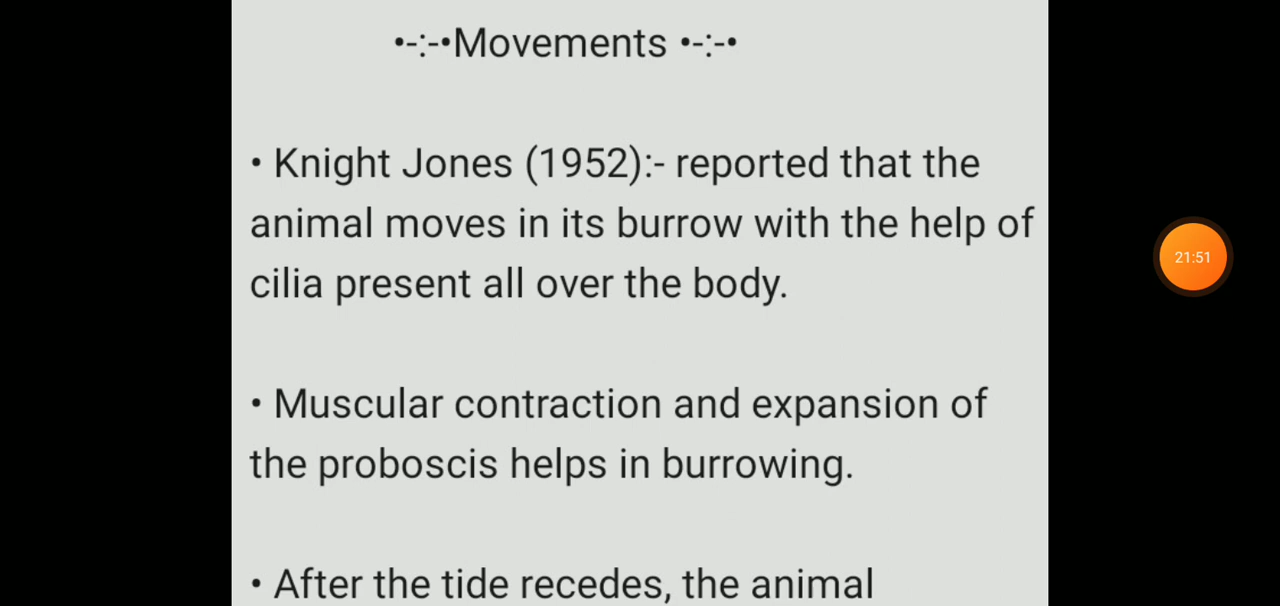 •-:-•Movements •-:-•
• Knight Jones (1952):- reported that the
animal moves in its burrow with the help of
cilia present all over the body.
• Muscular contraction and expansion of
the proboscis helps in burrowing.
• After the tide recedes, the animal
21:51